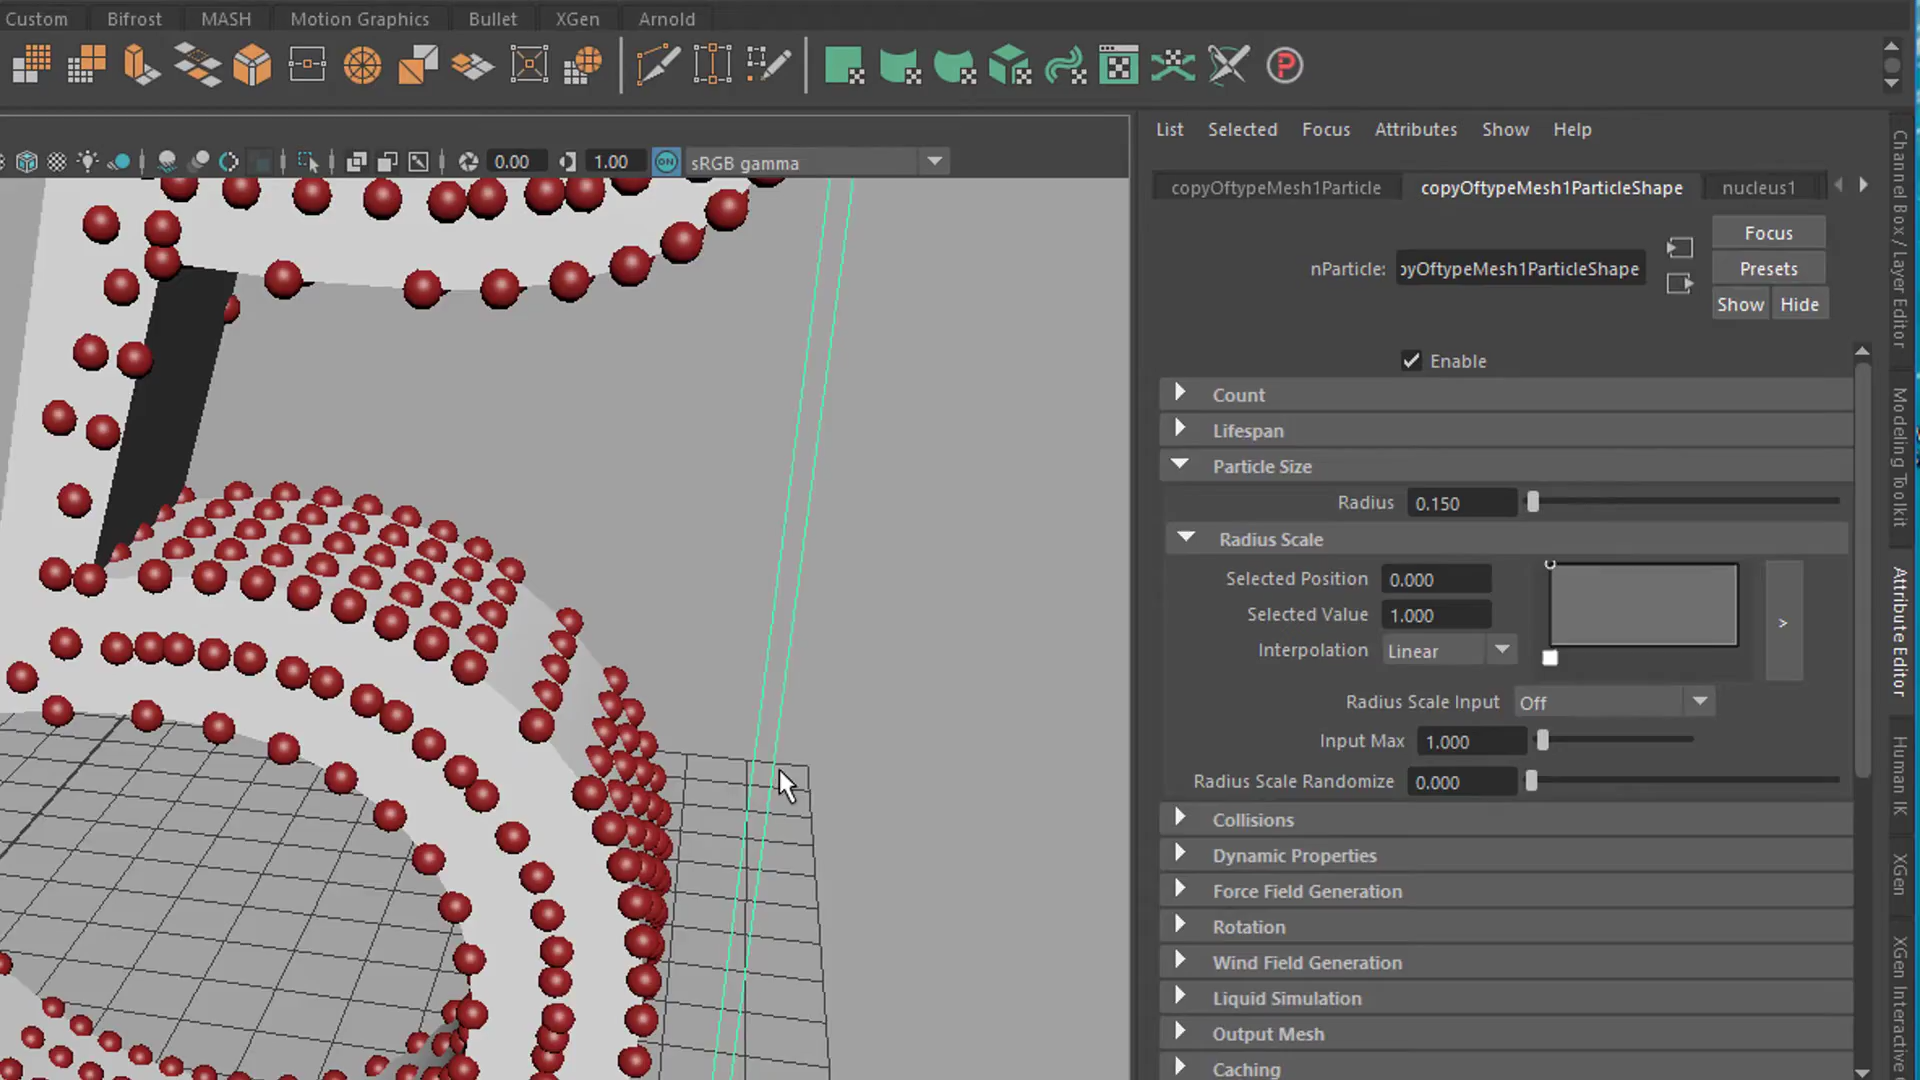 Custom Bifrost MASH Motion Graphics Bullet XGen Arnold
List Selected Focus Attributes Show Help
0.00 1.00 ON sRGB gamma
copyOftypeMesh1Particle copyOftypeMesh1ParticleShape nucleus1
Focus
nParticle: oyOftypeMesh1ParticleShape
Presets
Show Hide
Enable
Count
Lifespan
Particle Size
Radius 0.150
Radius Scale
Selected Position 0.000
Selected Value 1.000
>
Interpolation Linear
Radius Scale Input Off
Input Max 1.000
Radius Scale Randomize 0.000
Collisions
Dynamic Properties
Force Field Generation
Rotation
Wind Field Generation
Liquid Simulation
Output Mesh
Caching
Channel Box / Layer Editor
Modeling Toolkit
Attribute Editor
Human IK
XGen
XGen Interactive